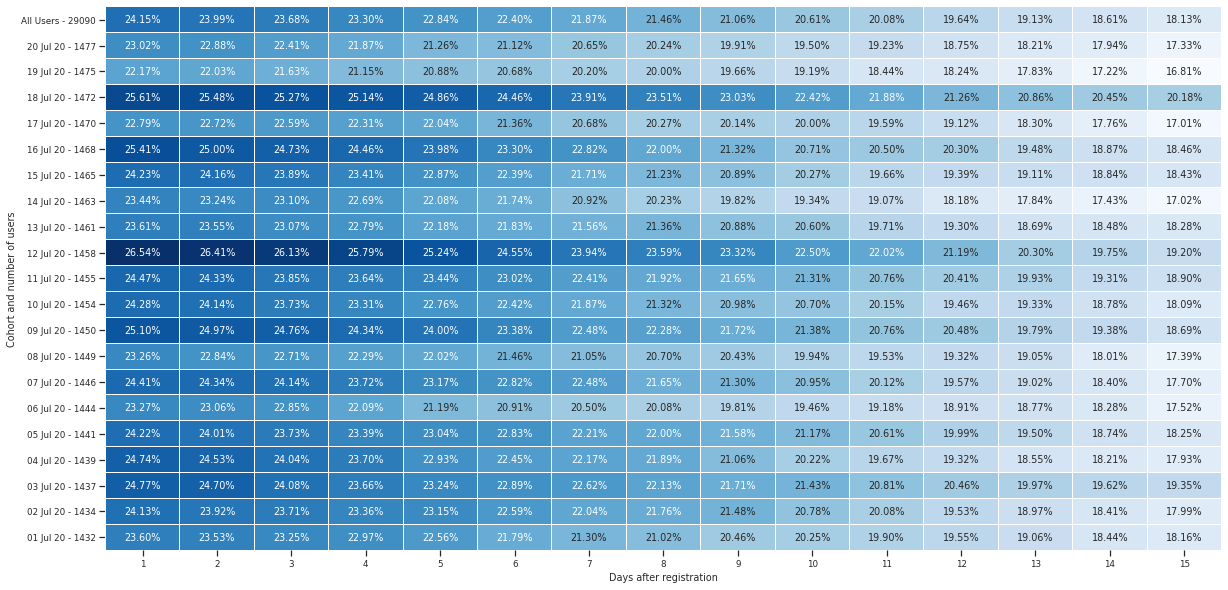 All Users - 29090 24.15% 23.99% 23.68% 23.30% 22.84% 22.40% 21.87% 21.46% 21.06% 20.61% 20.08% 19.64% 19.13% 18.61% 18.13%
20 Jul 20 - 1477 23.02% 22.88% 22.41% 21.87% 21.26% 21.12% 20.65% 20.24% 19.91% 19.50% 19.23% 18.75% 18.21% 17.94% 17.33%
19 Jul 20 - 1475 22.17% 22.03% 21.63% 21.15% 20.88% 20.68% 20.20% 20.00% 19.66% 19.19% 18.44% 18.24% 17.83% 17.22% 16.81%
18 Jul 20 - 1472 25.61% 25.48% 25.27% 25.14% 24.86% 24.46% 23.91% 23.51% 23.03% 22.42% 21.88% 21.26% 20.86% 20.45% 20.18%
17 Jul 20 - 1470 22.79% 22.72% 22.59% 22.31% 22.04% 21.36% 20.68% 20.27% 20.14% 20.00% 19.59% 19.12% 18.30% 17.76% 17.01%
16 Jul 20 - 1468 25.41% 25.00% 24.73% 24.46% 23.98% 23.30% 22.82% 22.00% 21.32% 20.71% 20.50% 20.30% 19.48% 18.87% 18.46%
15 Jul 20 - 1465 24.23% 24.16% 23.89% 23.41% 22.87% 22.39% 21.71% 21.23% 20.89% 20.27% 19.66% 19.39% 19.11% 18.84% 18.43%
14 Jul 20 - 1463 23.44% 23.24% 23.10% 22.69% 22.08% 21.74% 20.92% 20.23% 19.82% 19.34% 19.07% 18.18% 17.84% 17.43% 17.02%
13 Jul 20 - 1461 23.61% 23.55% 23.07% 22.79% 22.18% 21.83% 21.56% 21.36% 20.88% 20.60% 19.71% 19.30% 18.69% 18.48% 18.28%
12 Jul 20 - 1458 26.54% 26.41% 26.13% 25.79% 25.24% 24.55% 23.94% 23.59% 23.32% 22.50% 22.02% 21.19% 20.30% 19.75% 19.20%
11 Jul 20 - 1455 24.47% 24.33% 23.85% 23.64% 23.44% 23.02% 22.41% 21.92% 21.65% 21.31% 20.76% 20.41% 19.93% 19.31% 18.90%
10 Jul 20 - 1454 24.28% 24.14% 23.73% 23.31% 22.76% 22.42% 21.87% 21.32% 20.98% 20.70% 20.15% 19.46% 19.33% 18.78% 18.09%
09 Jul 20 - 1450 25.10% 24.97% 24.76% 24.34% 24.00% 23.38% 22.48% 22.28% 21.72% 21.38% 20.76% 20.48% 19.79% 19.38% 18.69%
08 Jul 20 - 1449 23.26% 22.84% 22.71% 22.29% 22.02% 21.46% 21.05% 20.70% 20.43% 19.94% 19.53% 19.32% 19.05% 18.01% 17.39%
07 Jul 20 - 1446 24.41% 24.34% 24.14% 23.72% 23.17% 22.82% 22.48% 21.65% 21.30% 20.95% 20.12% 19.57% 19.02% 18.40% 17.70%
06 Jul 20 - 1444 23.27% 23.06% 22.85% 22.09% 21.19% 20.91% 20.50% 20.08% 19.81% 19.46% 19.18% 18.91% 18.77% 18.28% 17.52%
05 Jul 20 - 1441 24.22% 24.01% 23.73% 23.39% 23.04% 22.83% 22.21% 22.00% 21.58% 21.17% 20.61% 19.99% 19.50% 18.74% 18.25%
04 Jul 20 - 1439 24.74% 24.53% 24.04% 23.70% 22.93% 22.45% 22.17% 21.89% 21.06% 20.22% 19.67% 19.32% 18.55% 18.21% 17.93%
03 Jul 20 - 1437 24.77% 24.70% 24.08% 23.66% 23.24% 22.89% 22.62% 22.13% 21.71% 21.43% 20.81% 20.46% 19.97% 19.62% 19.35%
02 Jul 20 - 1434 24.13% 23.92% 23.71% 23.36% 23.15% 22.59% 22.04% 21.76% 21.48% 20.78% 20.08% 19.53% 18.97% 18.41% 17.99%
01 Jul 20 - 1432 23.60% 23.53% 23.25% 22.97% 22.56% 21.79% 21.30% 21.02% 20.46% 20.25% 19.90% 19.55% 19.06% 18.44% 18.16%
1 2 3 4 5 6 7 8 9 10 11 12 13 14 15
Days after registration
Cohort and number of users